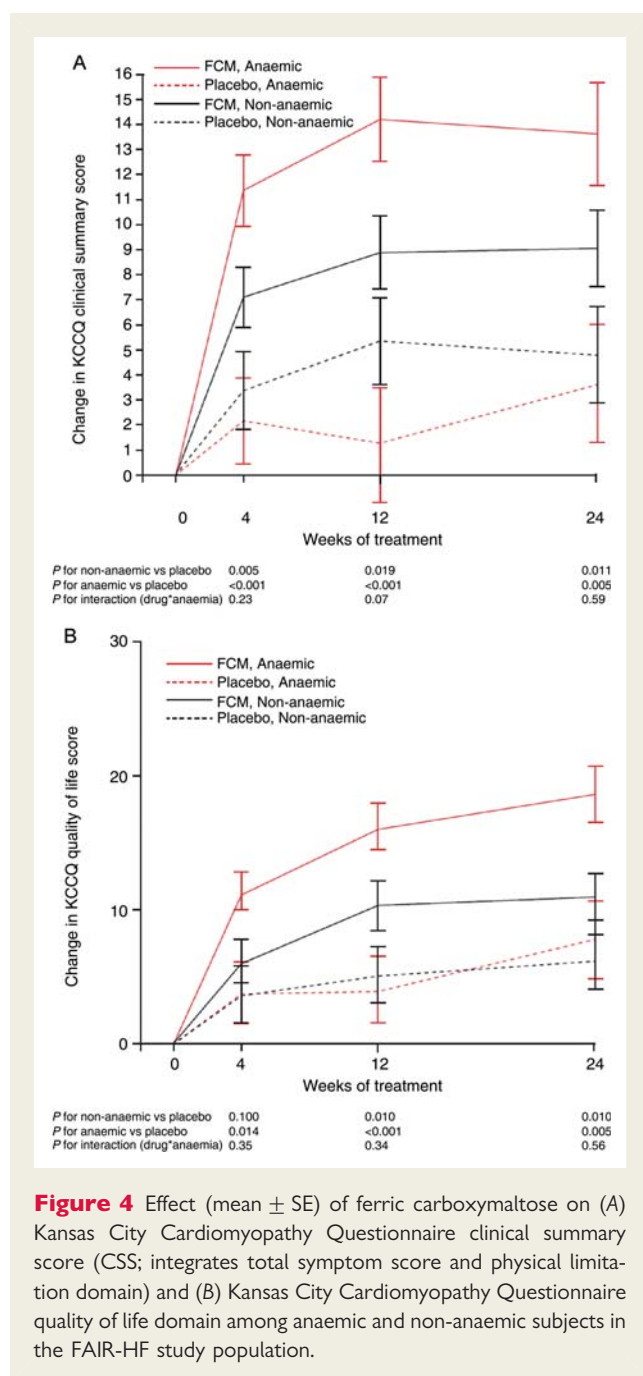 A
FCM, Anaemic
Placebo, Anaemic
FCM, Non-anaemic
Placebo, Non-anaemic
Change in KCCQ clinical summary score
16
15
14
13
12
11
10
9
8
7
6
5
4
3
2
1
0
0 4 12 24
Weeks of treatment
P for non-anaemic vs placebo 0.005 0.019 0.011
P for anaemic vs placebo <0.001 <0.001 0.005
P for interaction (drug*anaemia) 0.23 0.07 0.59
B
FCM, Anaemic
Placebo, Anaemic
FCM, Non-anaemic
Placebo, Non-anaemic
Change in KCCQ quality of life score
30
20
10
0
0 4 12 24
Weeks of treatment
P for non-anaemic vs placebo 0.100 0.010 0.010
P for anaemic vs placebo 0.014 <0.001 0.005
P for interaction (drug*anaemia) 0.35 0.34 0.56
Figure 4 Effect (mean ± SE) of ferric carboxymaltose on (A)
Kansas City Cardiomyopathy Questionnaire clinical summary
score (CSS; integrates total symptom score and physical limita-
tion domain) and (B) Kansas City Cardiomyopathy Questionnaire
quality of life domain among anaemic and non-anaemic subjects in
the FAIR-HF study population.